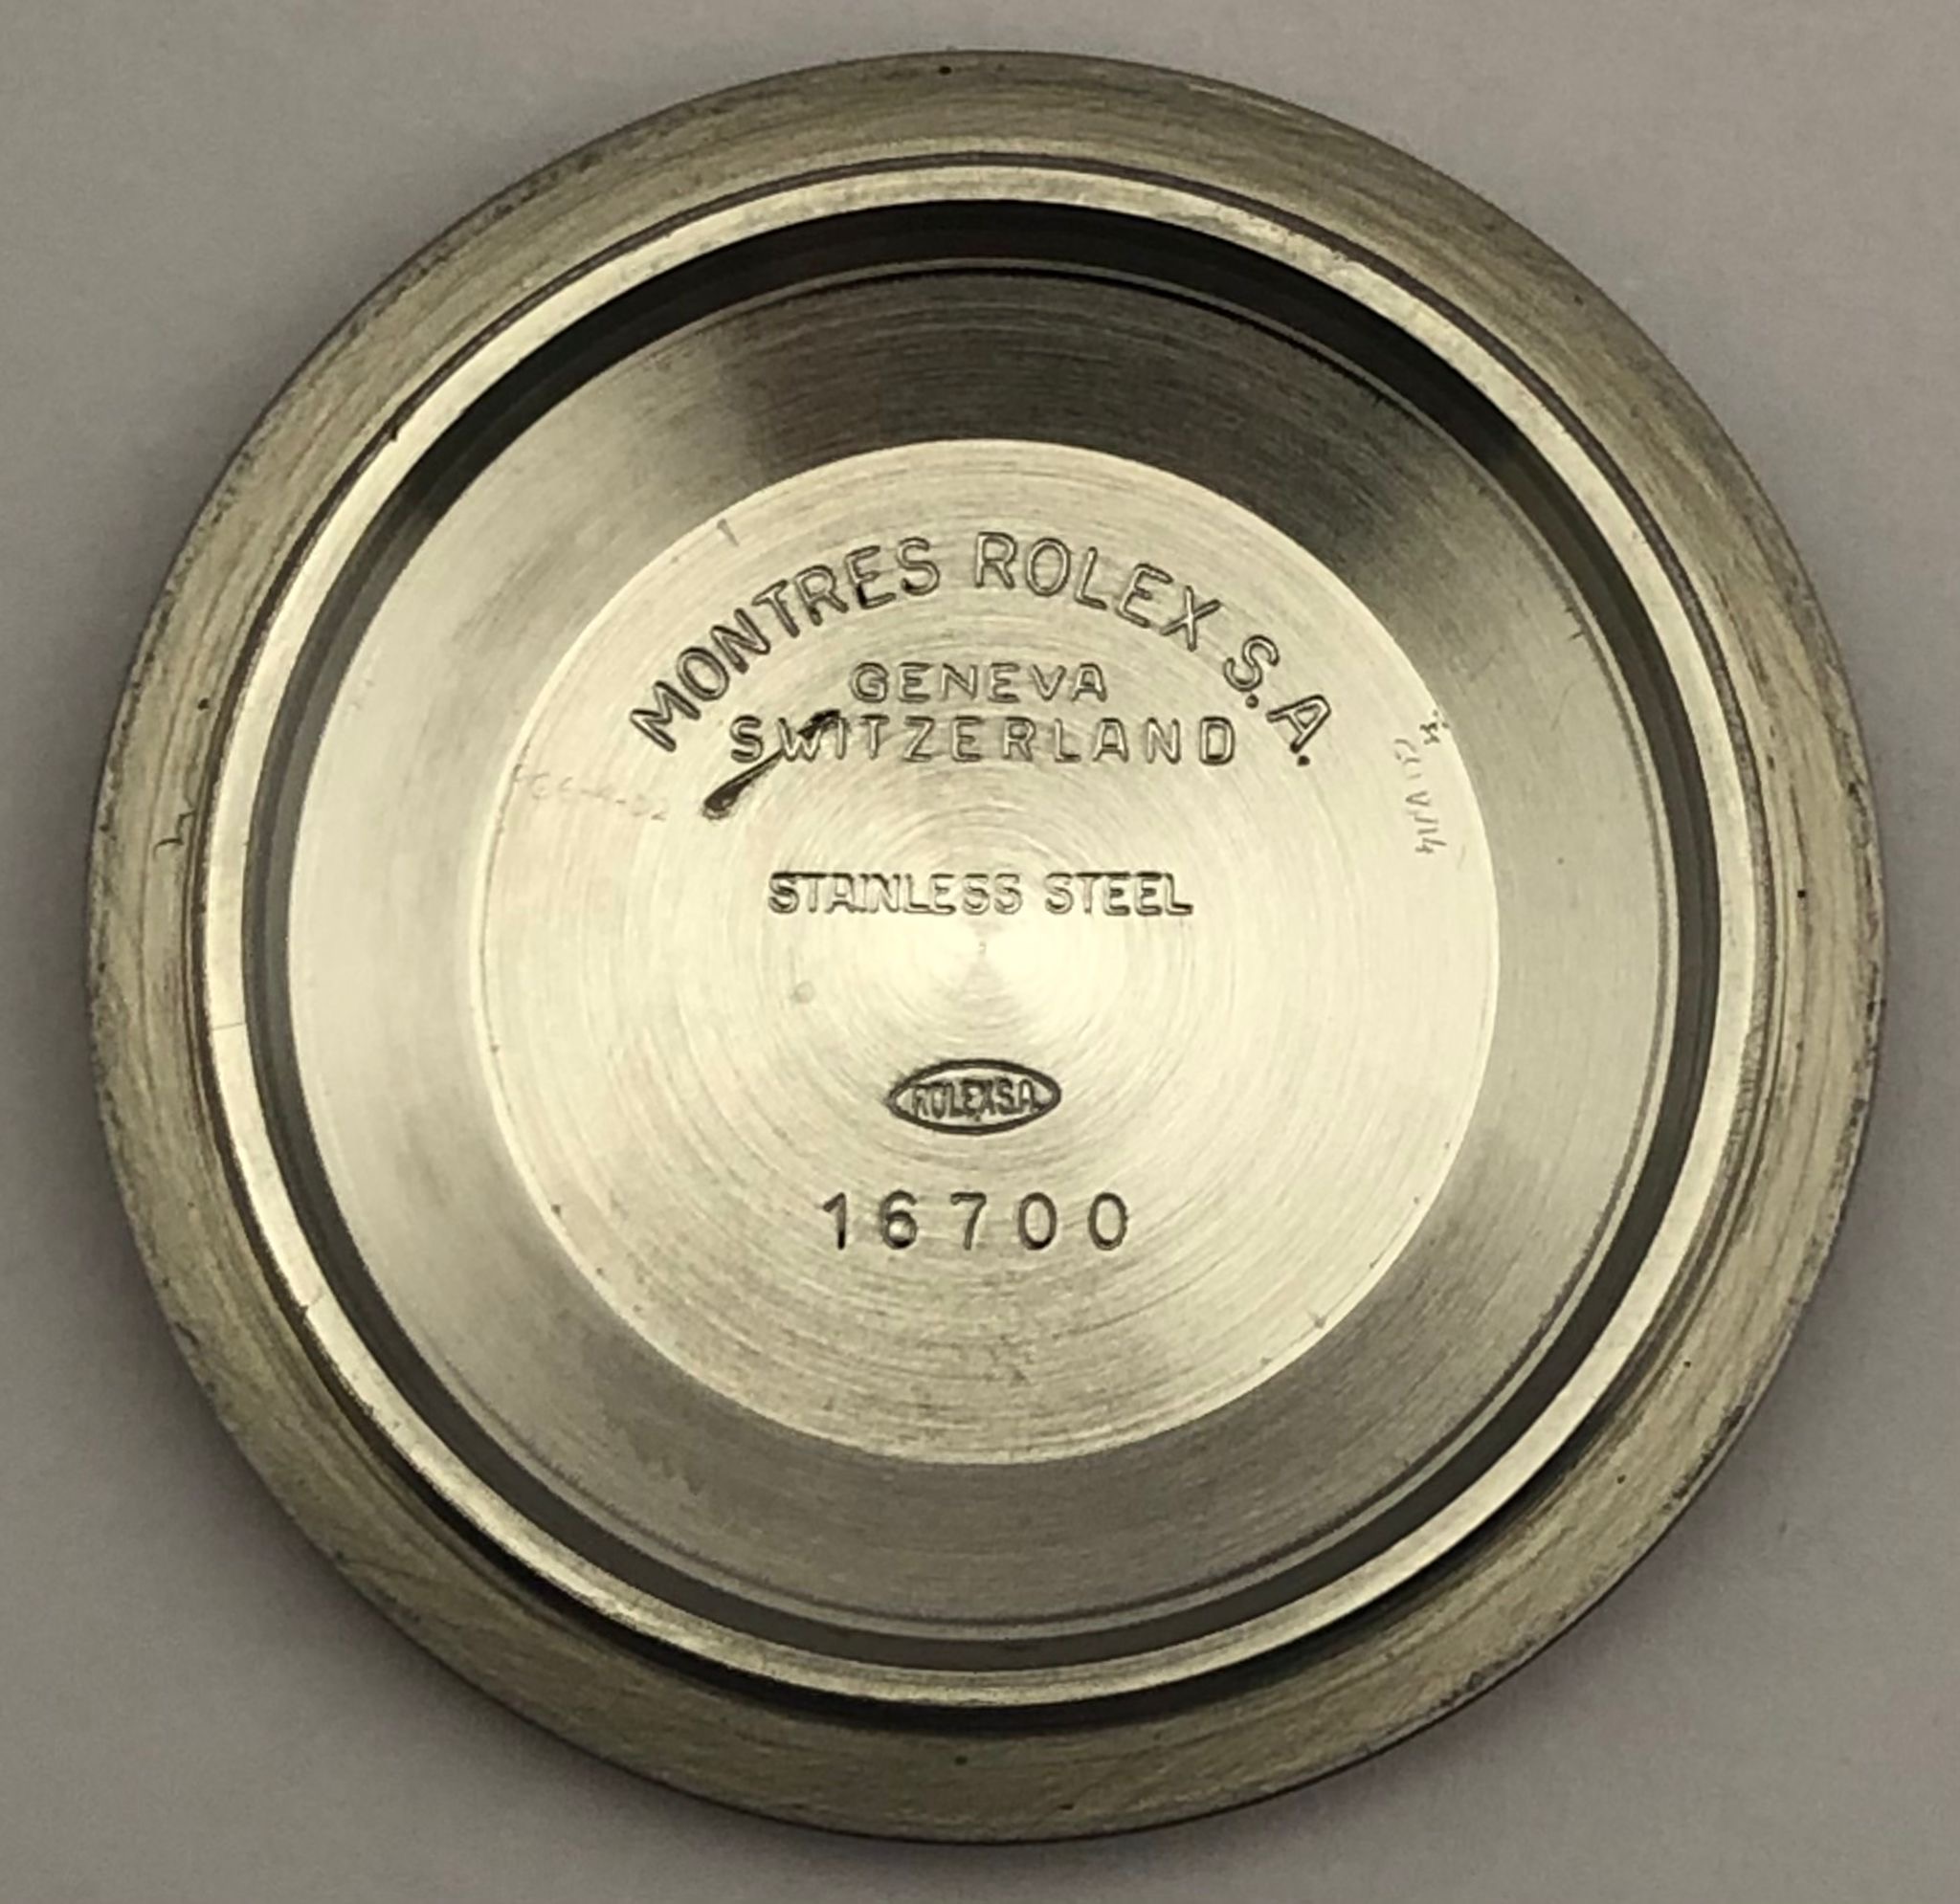 MONTRES ROLEX S.A.
GENEVA
SWITZERLAND
STAINLESS STEEL
ROLEX S.A
16700